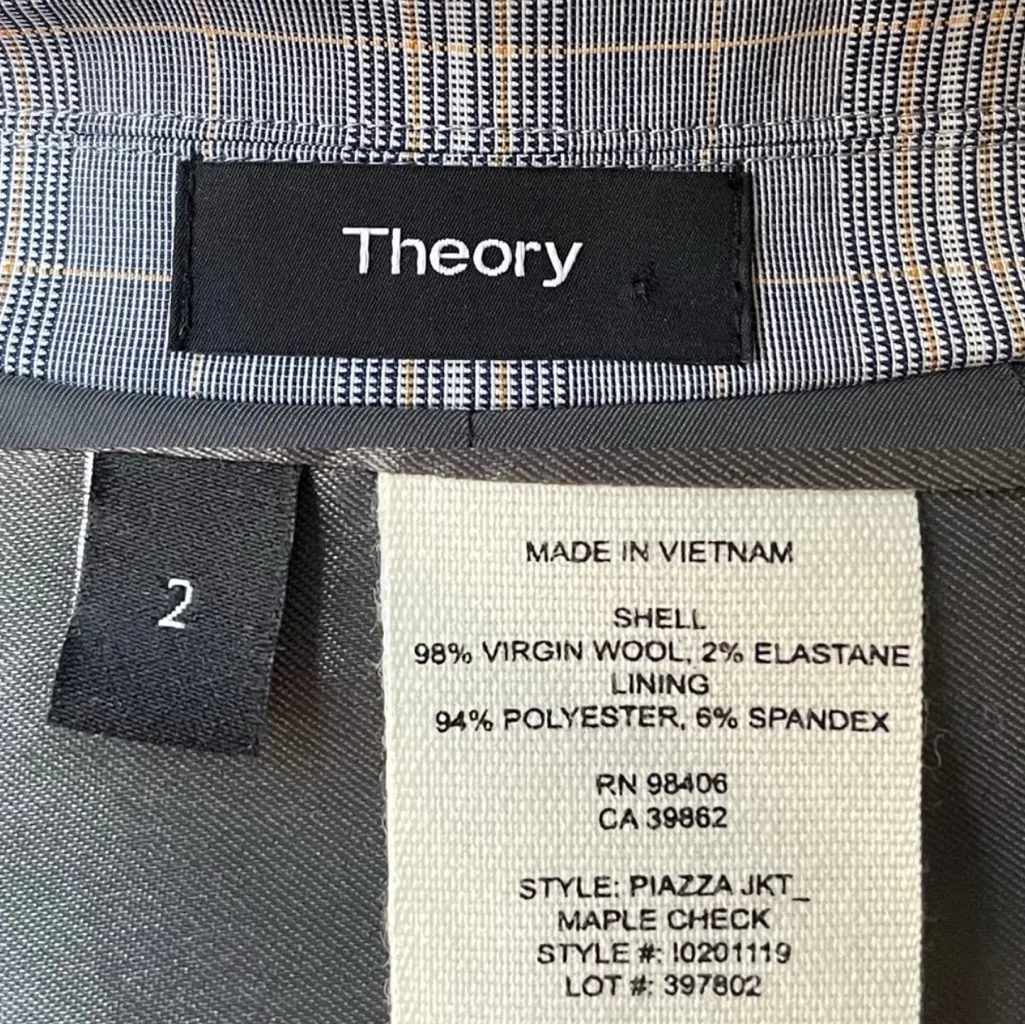 Theory
2
MADE IN VIETNAM
SHELL
98% VIRGIN WOOL, 2% ELASTANE
LINING
94% POLYESTER, 6% SPANDEX
RN 98406
CA 39862
STYLE: PIAZZA JKT_
MAPLE CHECK
STYLE #: I0201119
LOT #: 397802